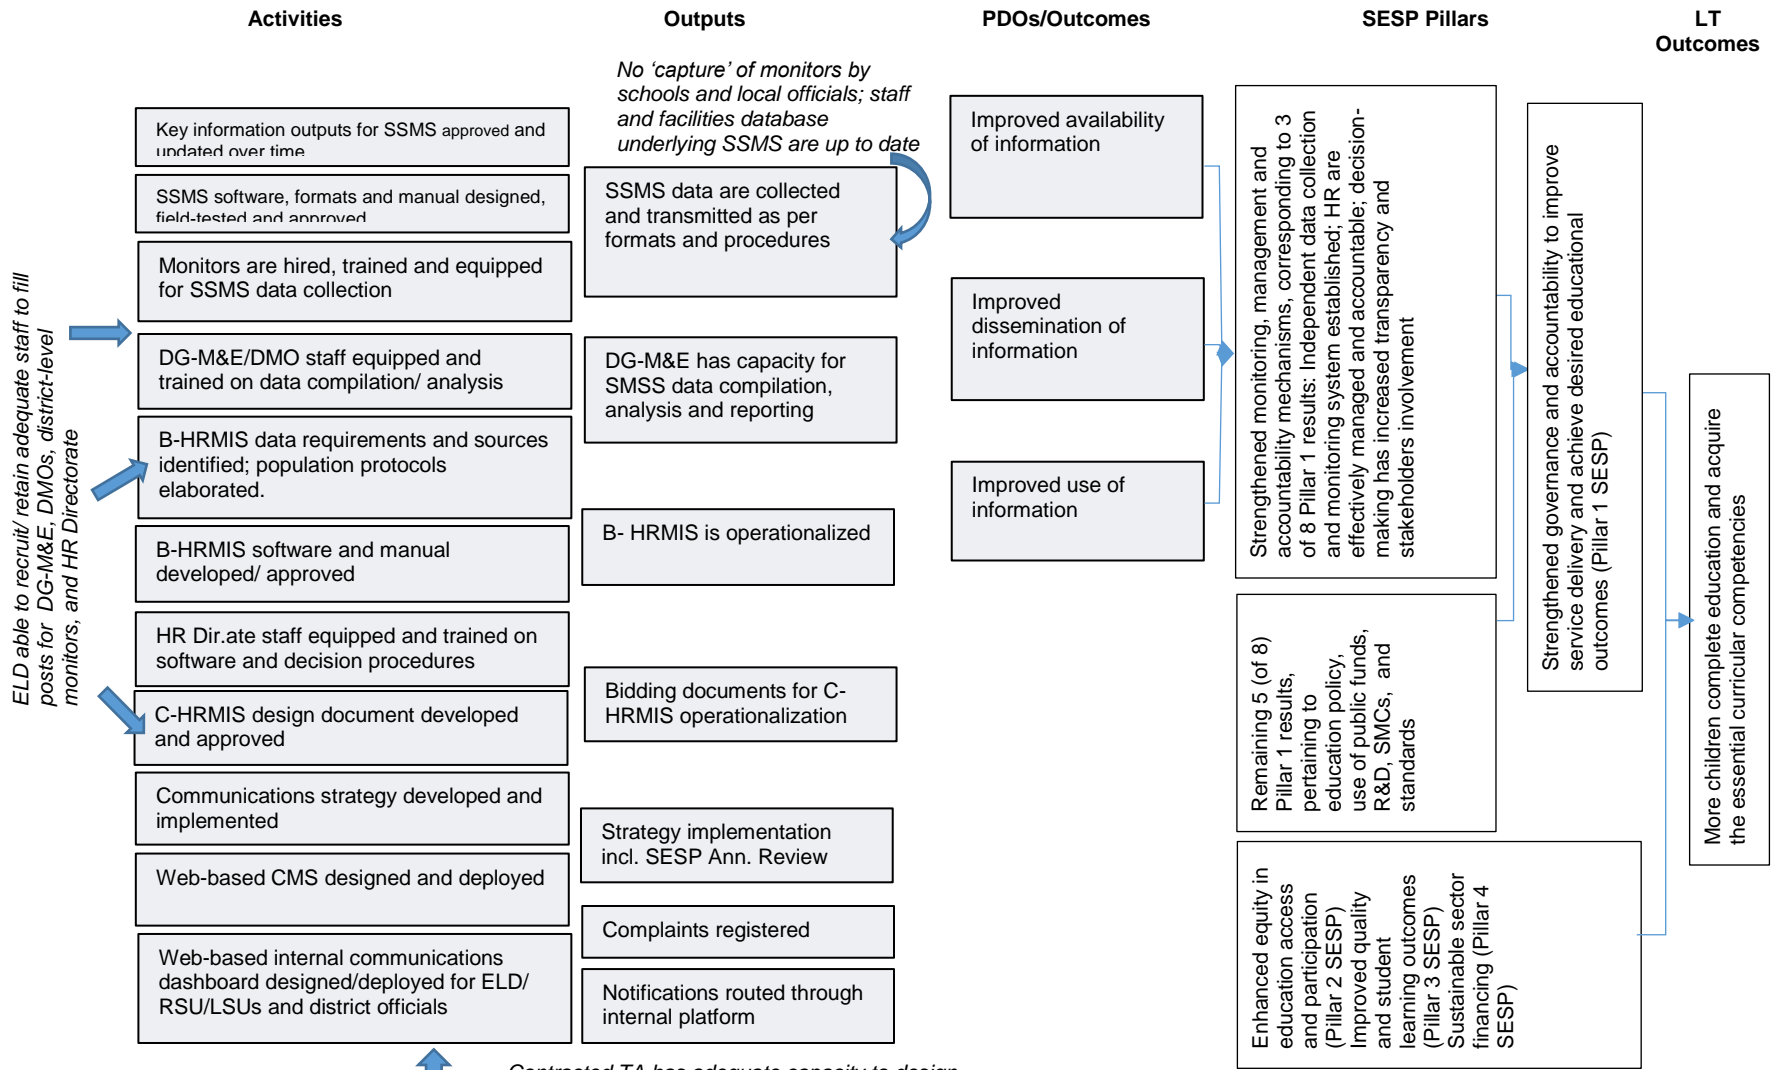 Activities
Outputs
PDOs/Outcomes
SESP Pillars
LT
Outcomes
No ‘capture’ of monitors by
schools and local officials; staff
and facilities database
underlying SSMS are up to date
ELD able to recruit/ retain adequate staff to fill
posts for DG-M&E, DMOs, district-level
monitors, and HR Directorate
Key information outputs for SSMS approved and
updated over time
SSMS software, formats and manual designed,
field-tested and approved
Monitors are hired, trained and equipped
for SSMS data collection
DG-M&E/DMO staff equipped and
trained on data compilation/ analysis
B-HRMIS data requirements and sources
identified; population protocols
elaborated.
B-HRMIS software and manual
developed/ approved
HR Dir.ate staff equipped and trained on
software and decision procedures
C-HRMIS design document developed
and approved
Communications strategy developed and
implemented
Web-based CMS designed and deployed
Web-based internal communications
dashboard designed/deployed for ELD/
RSU/LSUs and district officials
SSMS data are collected
and transmitted as per
formats and procedures
DG-M&E has capacity for
SMSS data compilation,
analysis and reporting
B- HRMIS is operationalized
Bidding documents for C-
HRMIS operationalization
Strategy implementation
incl. SESP Ann. Review
Complaints registered
Notifications routed through
internal platform
Improved availability
of information
Improved
dissemination of
information
Improved use of
information
Strengthened monitoring, management and
accountability mechanisms, corresponding to 3
of 8 Pillar 1 results: Independent data collection
and monitoring system established; HR are
effectively managed and accountable; decision-
making has increased transparency and
stakeholders involvement
Remaining 5 (of 8)
Pillar 1 results,
pertaining to
education policy,
use of public funds,
R&D, SMCs, and
standards
Enhanced equity in
education access
and participation
(Pillar 2 SESP)
Improved quality
and student
learning outcomes
(Pillar 3 SESP)
Sustainable sector
financing (Pillar 4
SESP)
Strengthened governance and accountability to improve
service delivery and achieve desired educational
outcomes (Pillar 1 SESP)
More children complete education and acquire
the essential curricular competencies
Contracted TA has adequate capacity to design